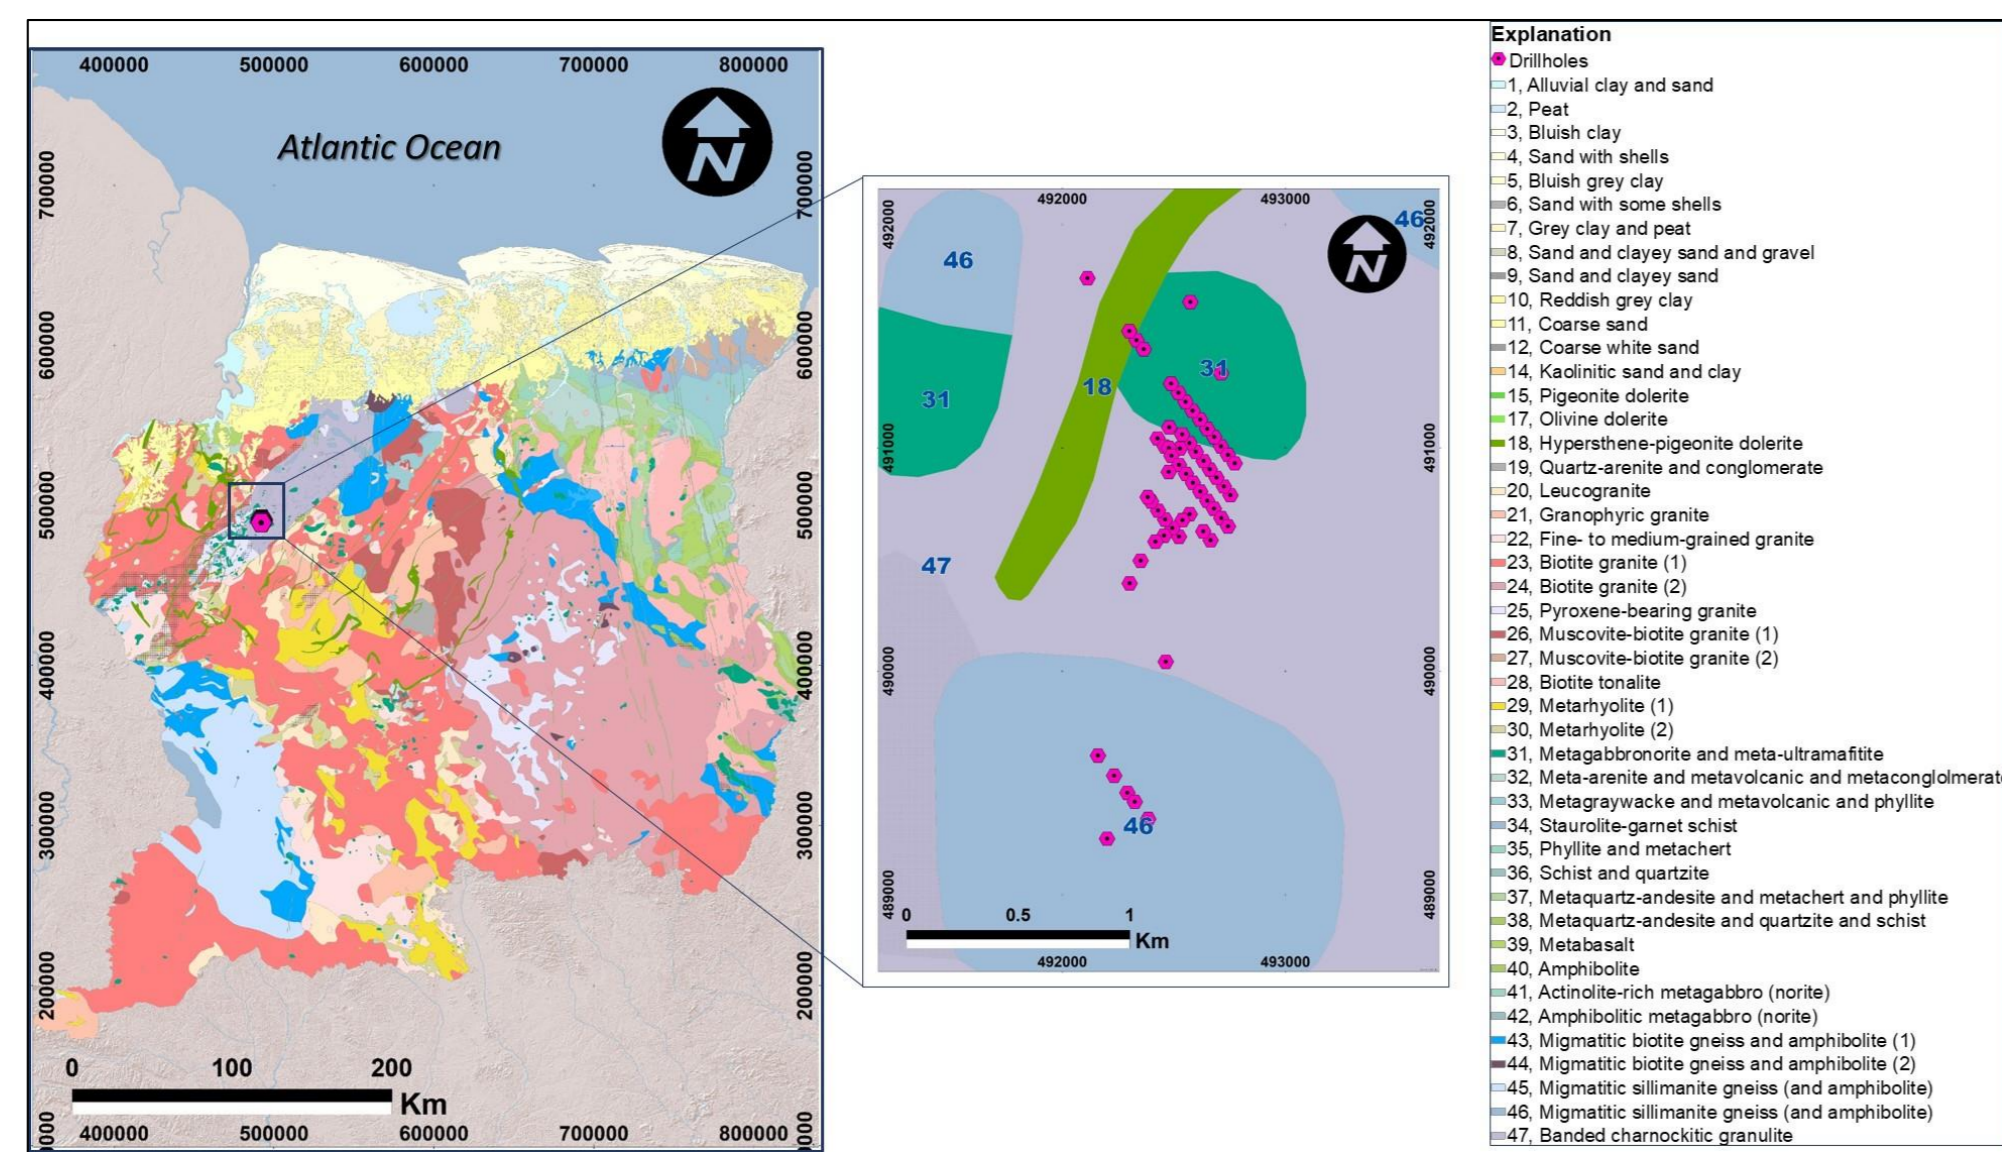 400000 500000 600000 700000 800000
Atlantic Ocean
N
700000 700000
600000 600000
500000 500000
400000 400000
300000 300000
200000 200000
0 100 200
Km
400000 500000 600000 700000 800000
492000 493000
492000 492000
46
46
N
31
18
31
491000 491000
47
490000 490000
46
489000 489000
0 0.5 1
Km
492000 493000
Explanation
Drillholes
1, Alluvial clay and sand
2, Peat
3, Bluish clay
4, Sand with shells
5, Bluish grey clay
6, Sand with some shells
7, Grey clay and peat
8, Sand and clayey sand and gravel
9, Sand and clayey sand
10, Reddish grey clay
11, Coarse sand
12, Coarse white sand
14, Kaolinitic sand and clay
15, Pigeonite dolerite
17, Olivine dolerite
18, Hypersthene-pigeonite dolerite
19, Quartz-arenite and conglomerate
20, Leucogranite
21, Granophyric granite
22, Fine- to medium-grained granite
23, Biotite granite (1)
24, Biotite granite (2)
25, Pyroxene-bearing granite
26, Muscovite-biotite granite (1)
27, Muscovite-biotite granite (2)
28, Biotite tonalite
29, Metarhyolite (1)
30, Metarhyolite (2)
31, Metagabbronorite and meta-ultramafitite
32, Meta-arenite and metavolcanic and metaconglolmerate
33, Metagraywacke and metavolcanic and phyllite
34, Staurolite-garnet schist
35, Phyllite and metachert
36, Schist and quartzite
37, Metaquartz-andesite and metachert and phyllite
38, Metaquartz-andesite and quartzite and schist
39, Metabasalt
40, Amphibolite
41, Actinolite-rich metagabbro (norite)
42, Amphibolitic metagabbro (norite)
43, Migmatitic biotite gneiss and amphibolite (1)
44, Migmatitic biotite gneiss and amphibolite (2)
45, Migmatitic sillimanite gneiss (and amphibolite)
46, Migmatitic sillimanite gneiss (and amphibolite)
47, Banded charnockitic granulite